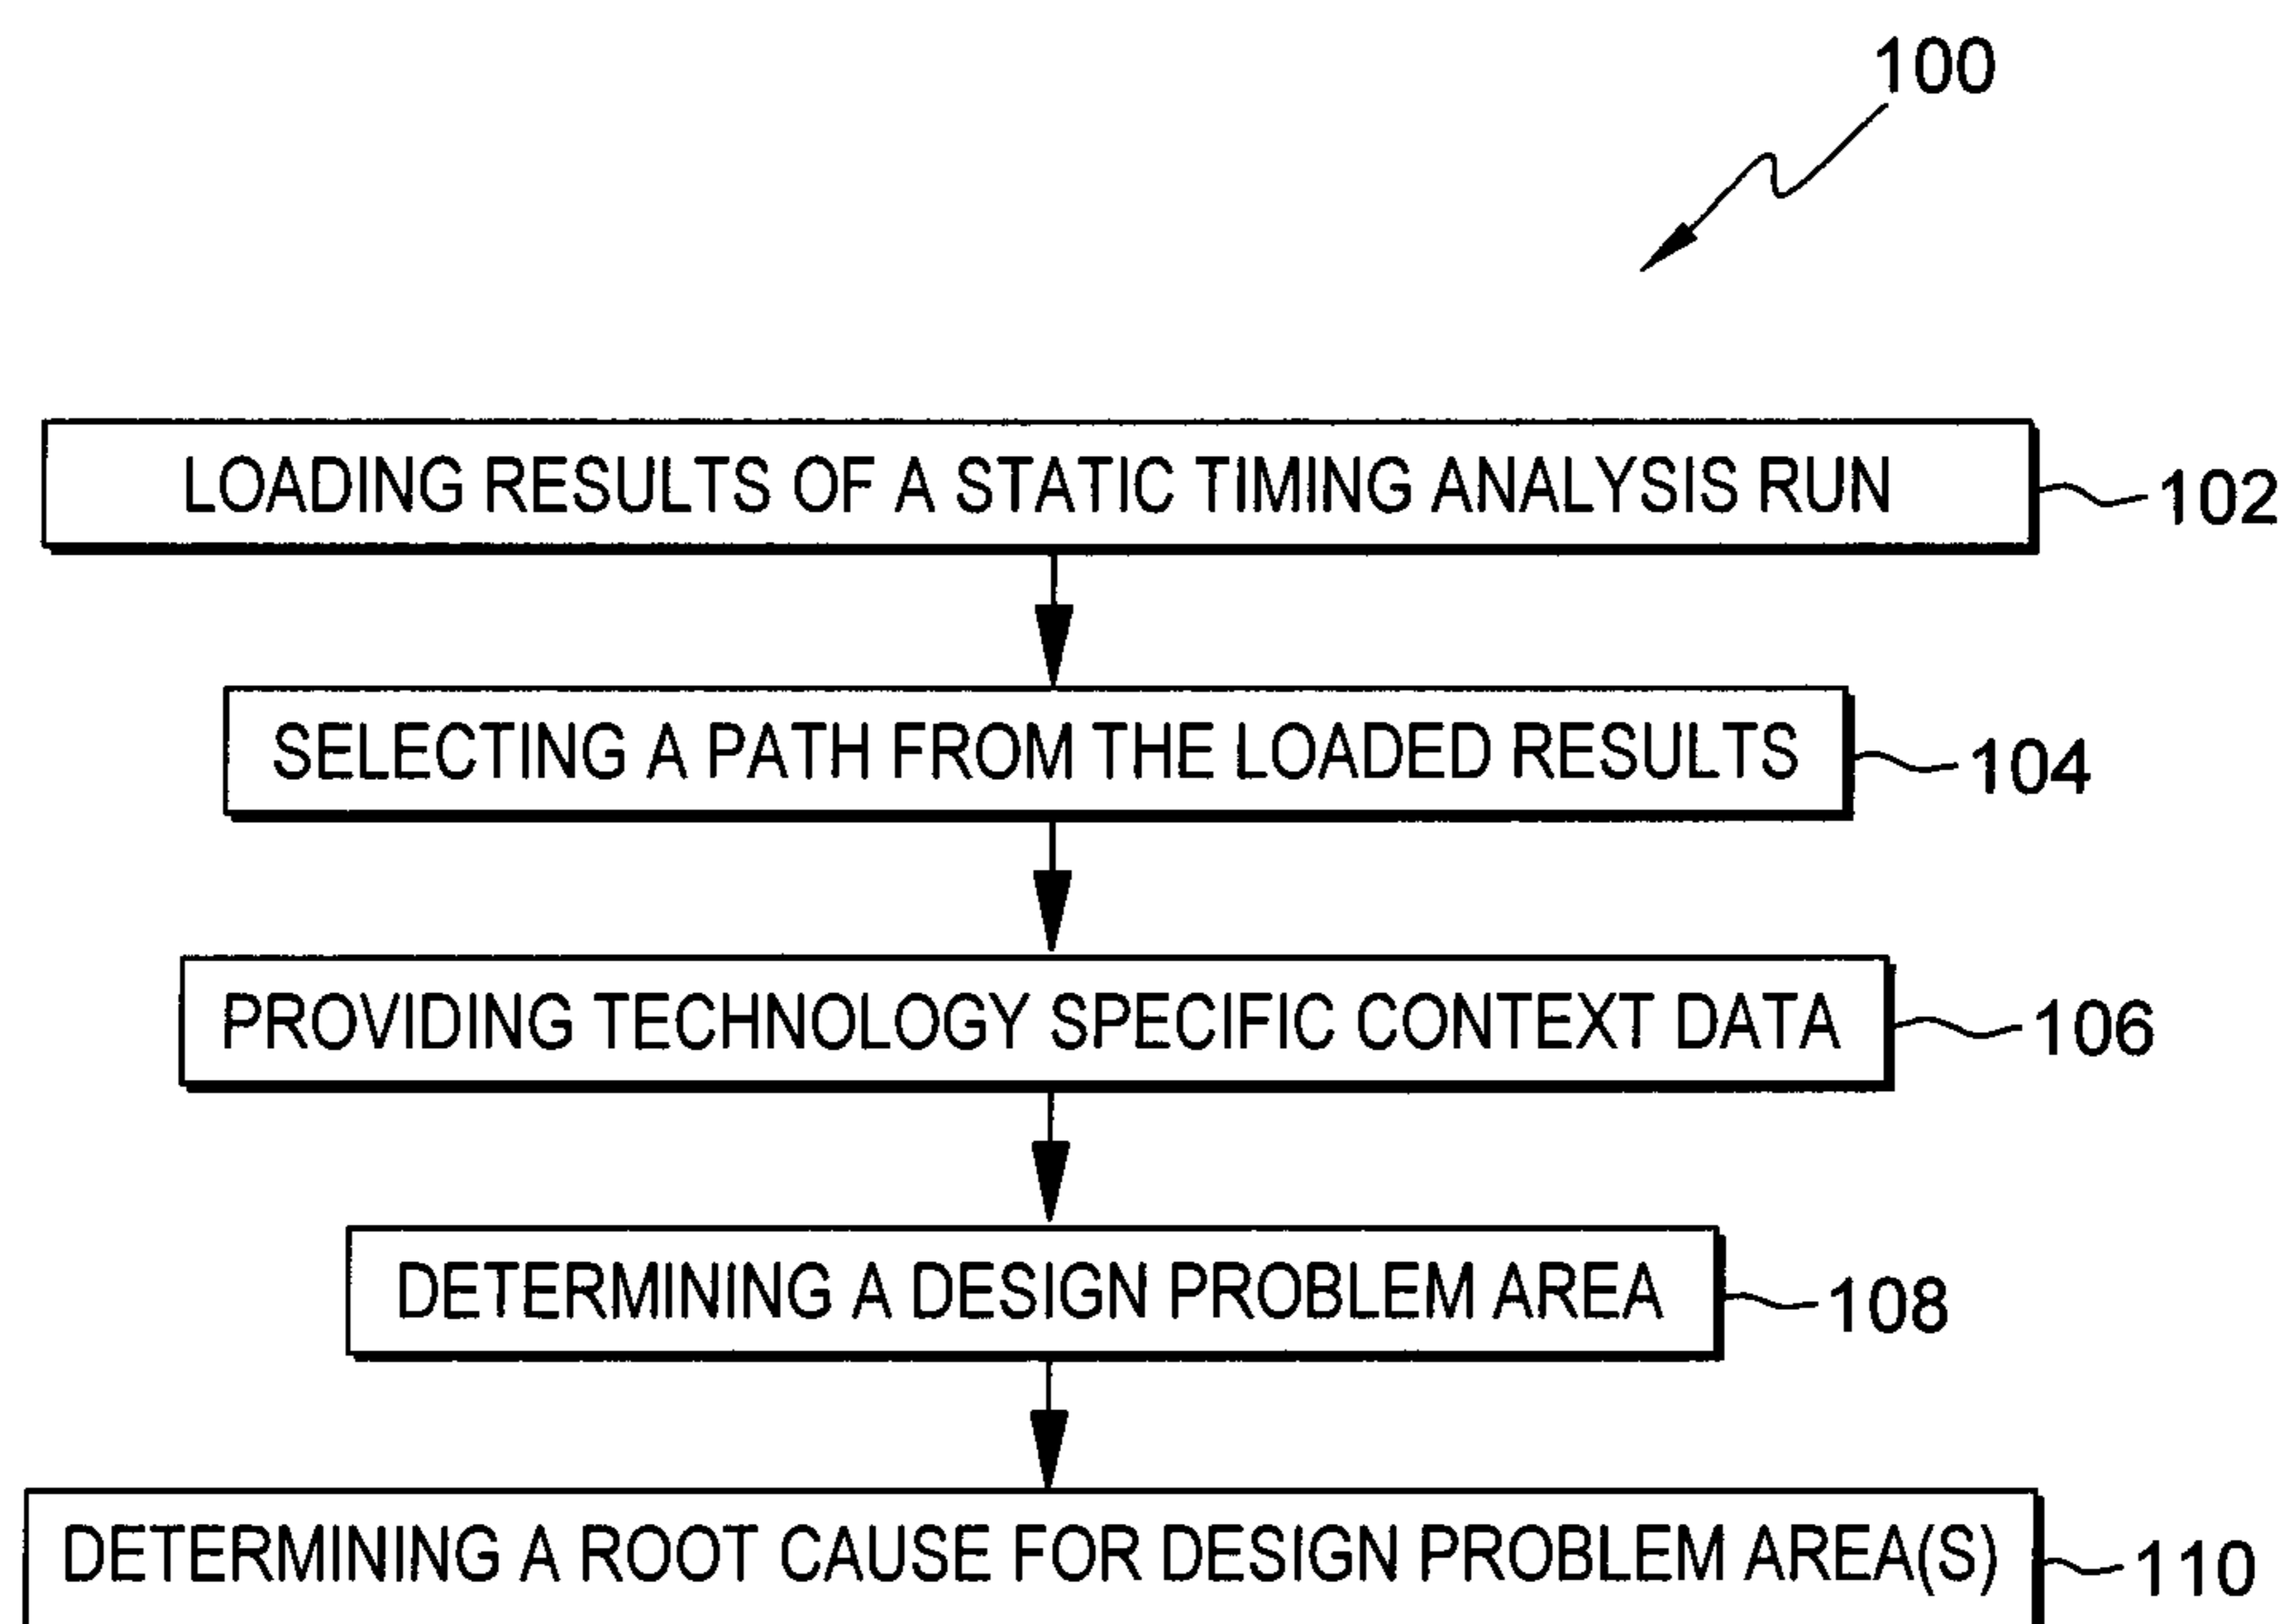 100
LOADING RESULTS OF A STATIC TIMING ANALYSIS RUN 102
SELECTING A PATH FROM THE LOADED RESULTS 104
PROVIDING TECHNOLOGY SPECIFIC CONTEXT DATA 106
DETERMINING A DESIGN PROBLEM AREA 108
DETERMINING A ROOT CAUSE FOR DESIGN PROBLEM AREA(S) 110